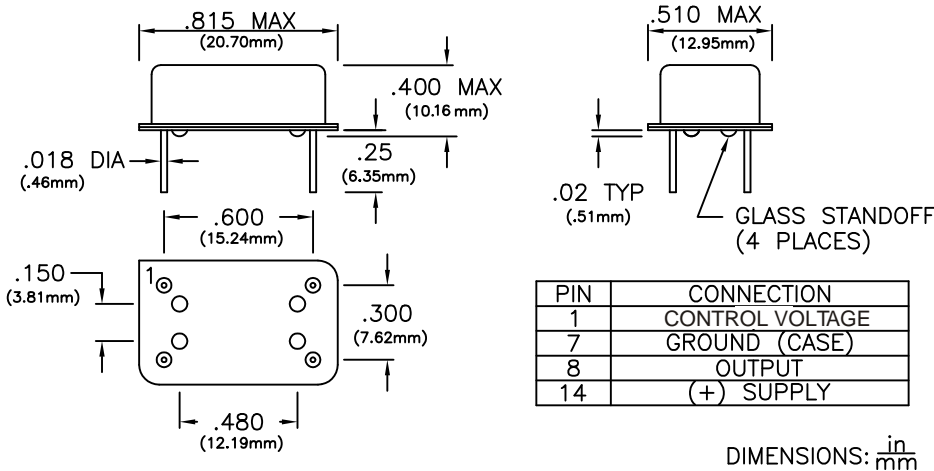 .815 MAX
(20.70mm)
.400 MAX
(10.16 mm)
.018 DIA
(.46mm)
.25
(6.35mm)
.600
(15.24mm)
.150
(3.81mm)
1
.300
(7.62mm)
.480
(12.19mm)
.510 MAX
(12.95mm)
.02 TYP
(.51mm)
GLASS STANDOFF
(4 PLACES)
PIN CONNECTION
1 CONTROL VOLTAGE
7 GROUND (CASE)
8 OUTPUT
14 (+) SUPPLY
DIMENSIONS: in
mm